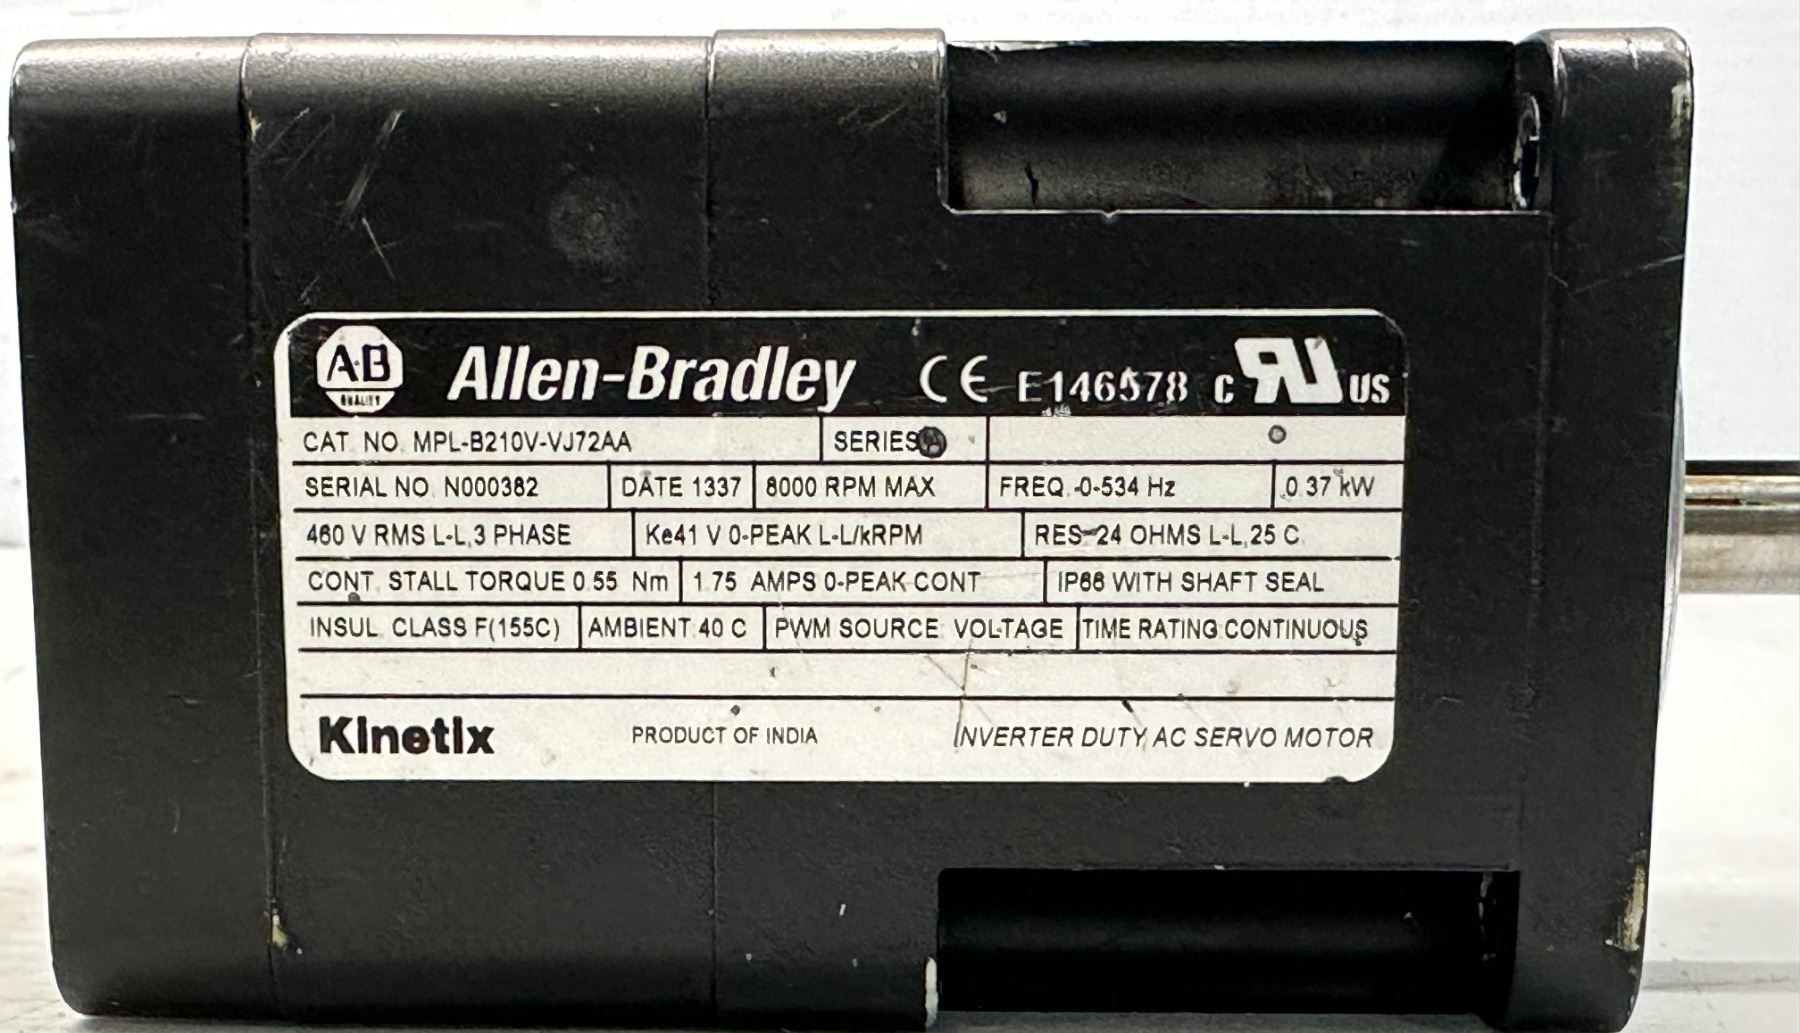 A-B
QUALITY
Allen-Bradley CE E146578 c RU US
CAT. NO. MPL-B210V-VJ72AA SERIES
SERIAL NO. N000382 DATE 1337 8000 RPM MAX FREQ. 0-534 Hz 0.37 kW
460 V RMS L-L,3 PHASE Ke41 V 0-PEAK L-L/kRPM RES-24 OHMS L-L,25 C
CONT. STALL TORQUE 0.55 Nm 1.75 AMPS 0-PEAK CONT IP66 WITH SHAFT SEAL
INSUL. CLASS F(155C) AMBIENT 40 C PWM SOURCE VOLTAGE TIME RATING CONTINUOUS
Kinetix PRODUCT OF INDIA INVERTER DUTY AC SERVO MOTOR